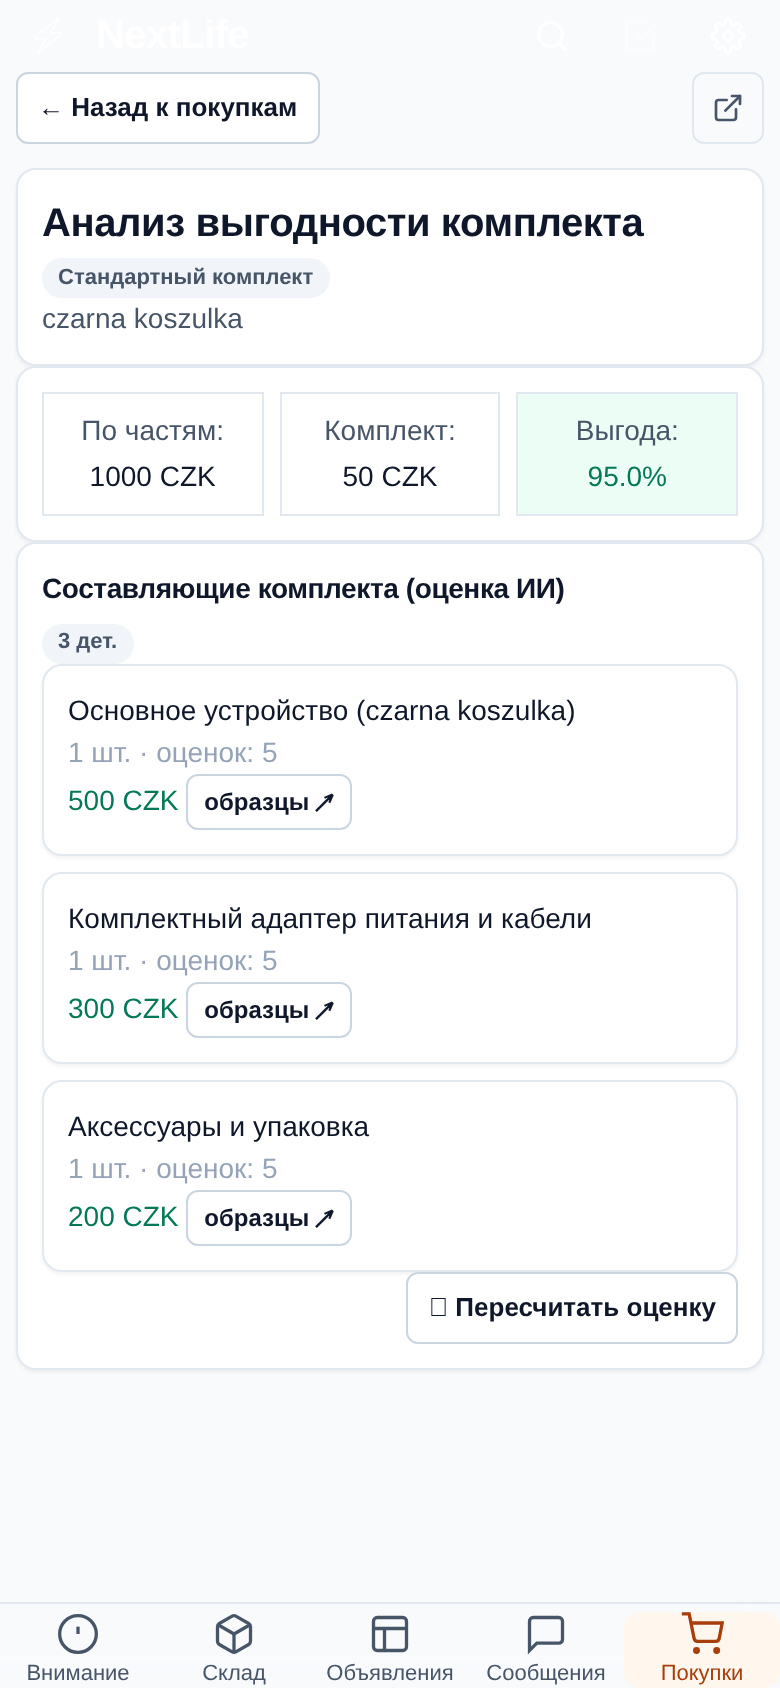 NextLife
← Назад к покупкам
Анализ выгодности комплекта
Стандартный комплект
czarna koszulka
По частям:
1000 CZK
Комплект:
50 CZK
Выгода:
95.0%
Составляющие комплекта (оценка ИИ)
3 дет.
Основное устройство (czarna koszulka)
1 шт. · оценок: 5
500 CZK образцы ↗
Комплектный адаптер питания и кабели
1 шт. · оценок: 5
300 CZK образцы ↗
Аксессуары и упаковка
1 шт. · оценок: 5
200 CZK образцы ↗
Пересчитать оценку
Внимание
Склад
Объявления
Сообщения
Покупки